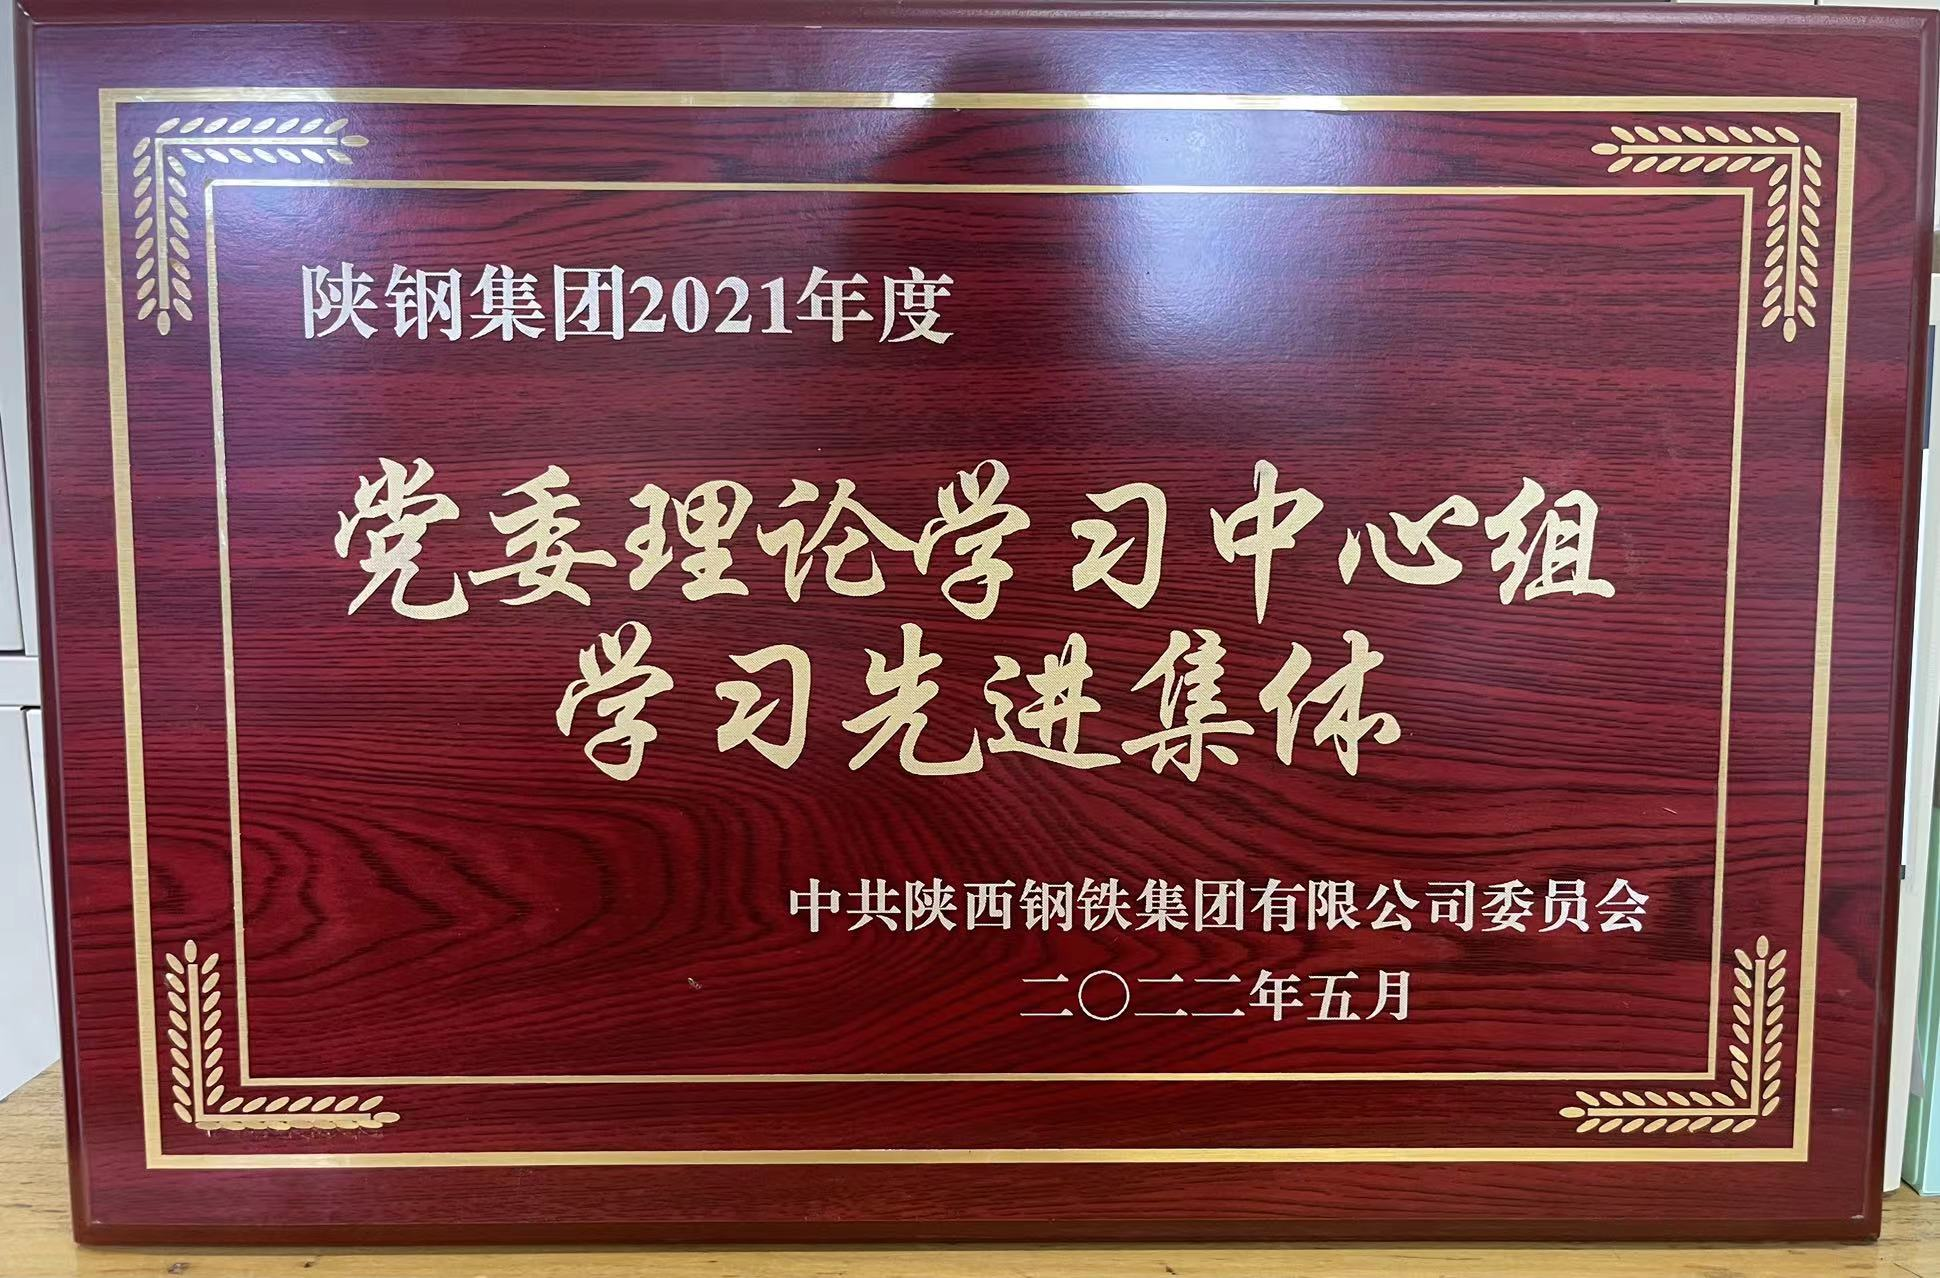 陕钢集团2021年度
党委理论学习中心组
学习先进集体
中共陕西钢铁集团有限公司委员会
二〇二二年五月